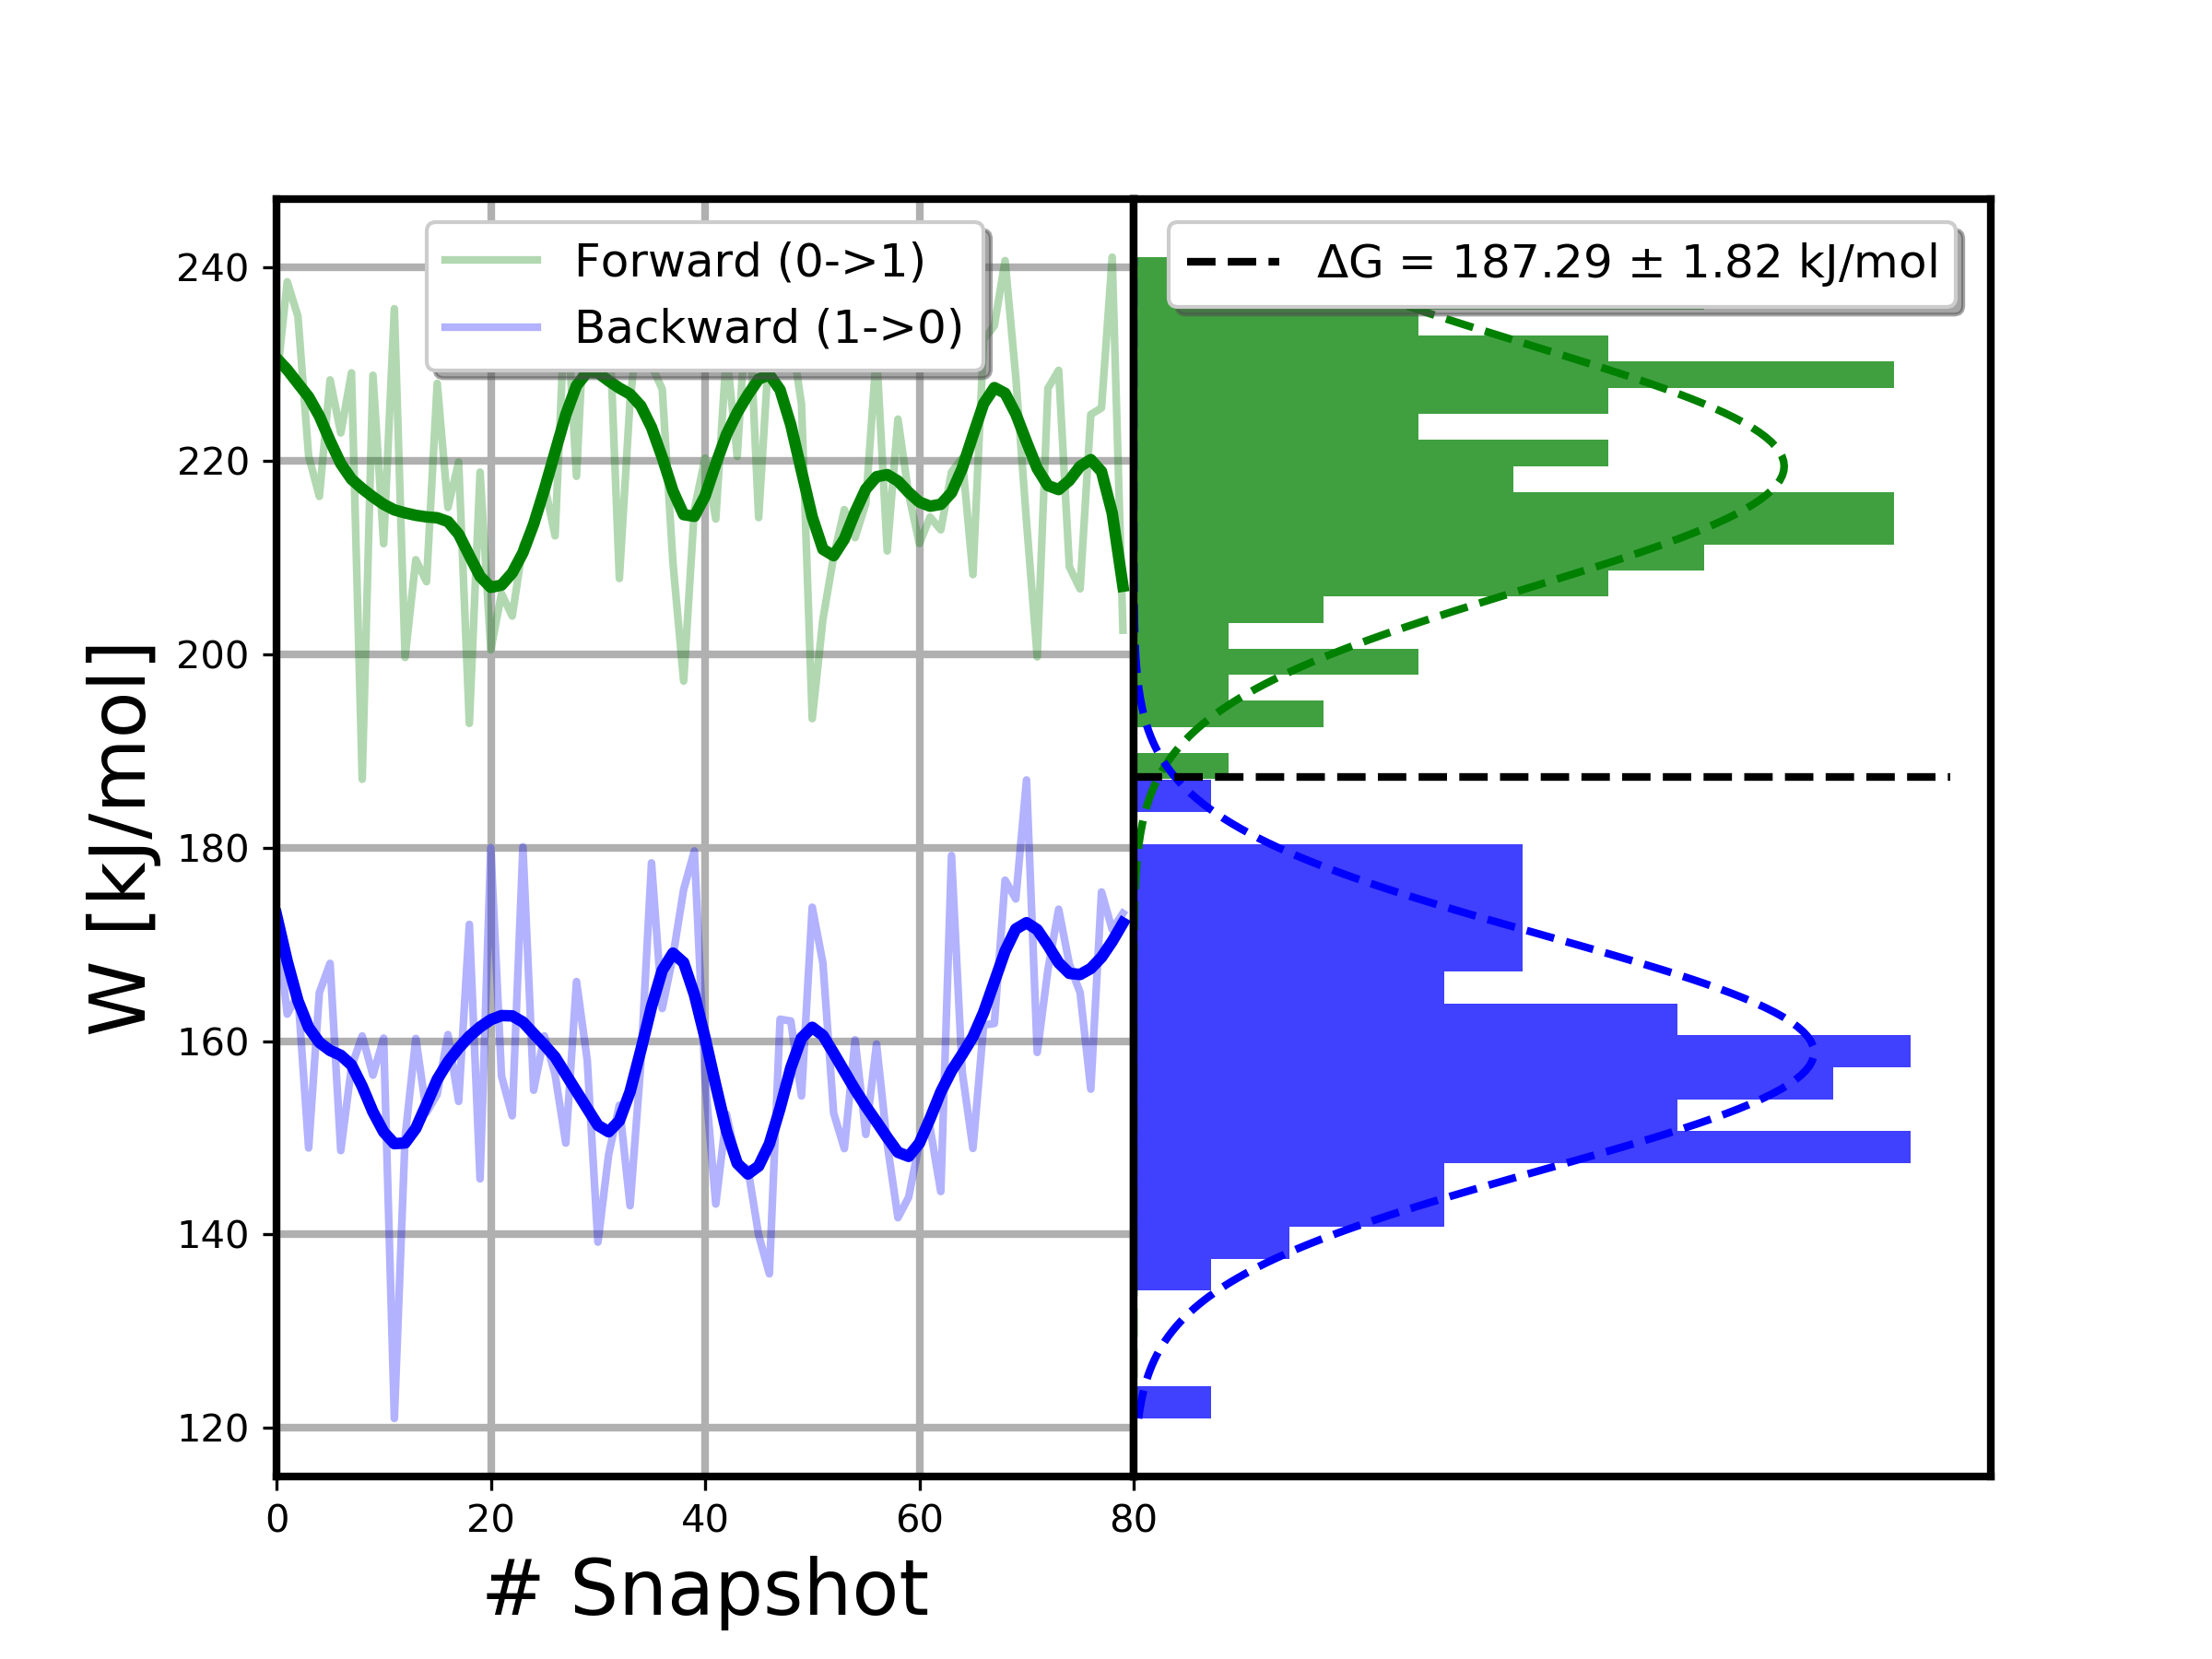 Forward (0->1)
Backward (1->0)
ΔG = 187.29 ± 1.82 kJ/mol
240
220
200
180
160
140
120
W [kJ/mol]
0 20 40 60 80
# Snapshot